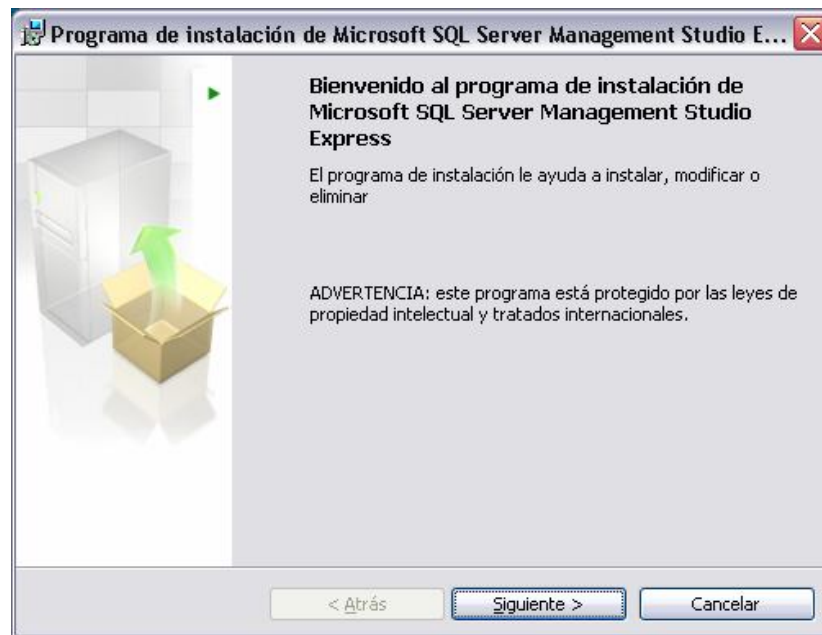 Programa de instalación de Microsoft SQL Server Management Studio E...
Bienvenido al programa de instalación de
Microsoft SQL Server Management Studio
Express
El programa de instalación le ayuda a instalar, modificar o
eliminar
ADVERTENCIA: este programa está protegido por las leyes de
propiedad intelectual y tratados internacionales.
< Atrás
Siguiente >
Cancelar